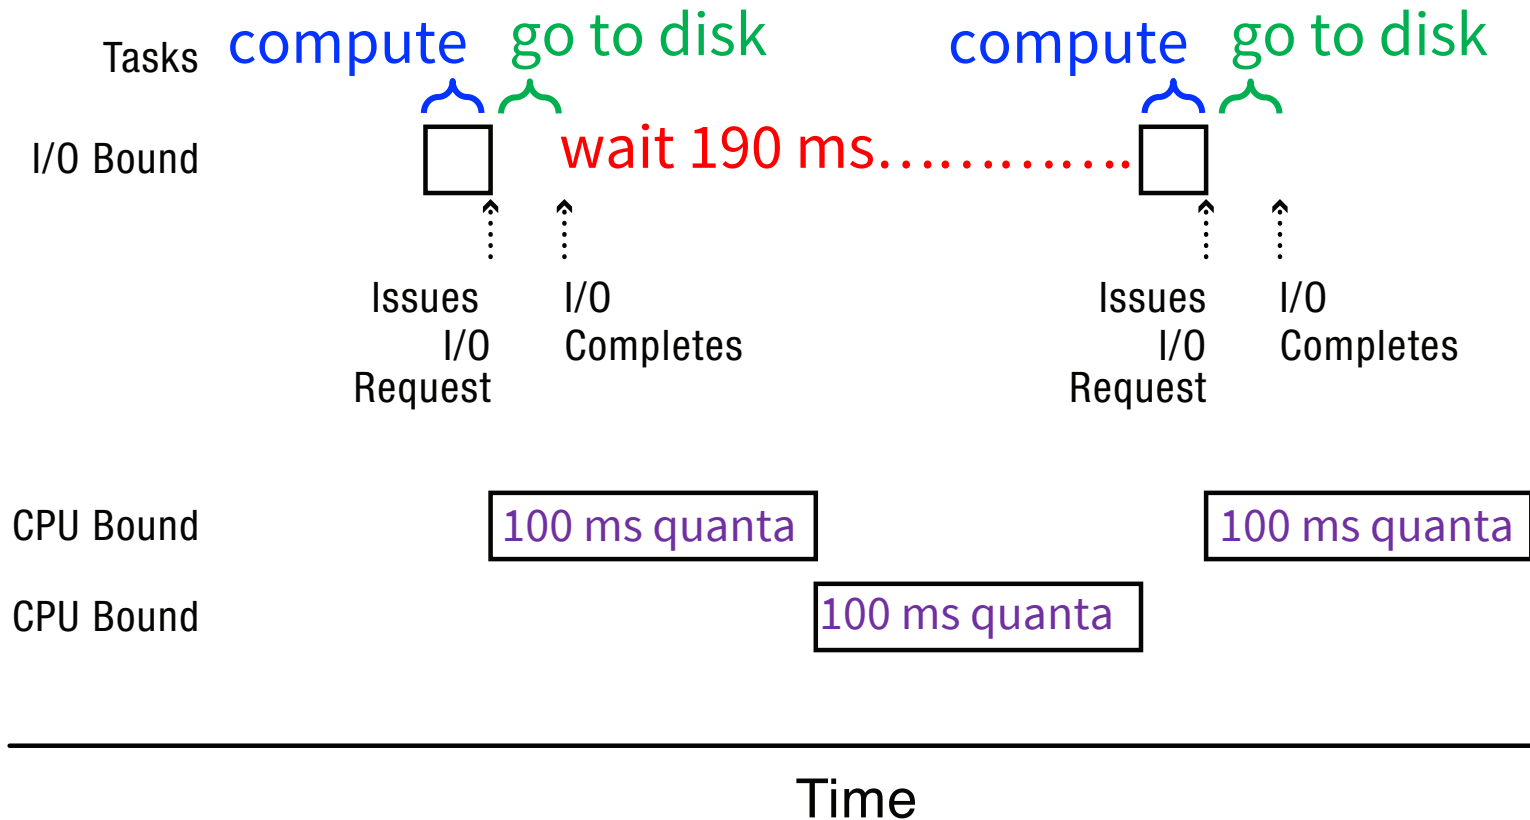 Tasks compute go to disk compute go to disk
I/O Bound wait 190 ms.............
Issues I/O Issues I/O
I/O Completes I/O Completes
Request Request
CPU Bound 100 ms quanta 100 ms quanta
CPU Bound 100 ms quanta
Time